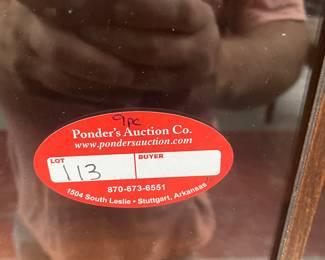 9pc
Ponder's Auction Co.
www.pondersauction.com
LOT BUYER
113
870-673-6551
1504 South Leslie • Stuttgart, Arkansas